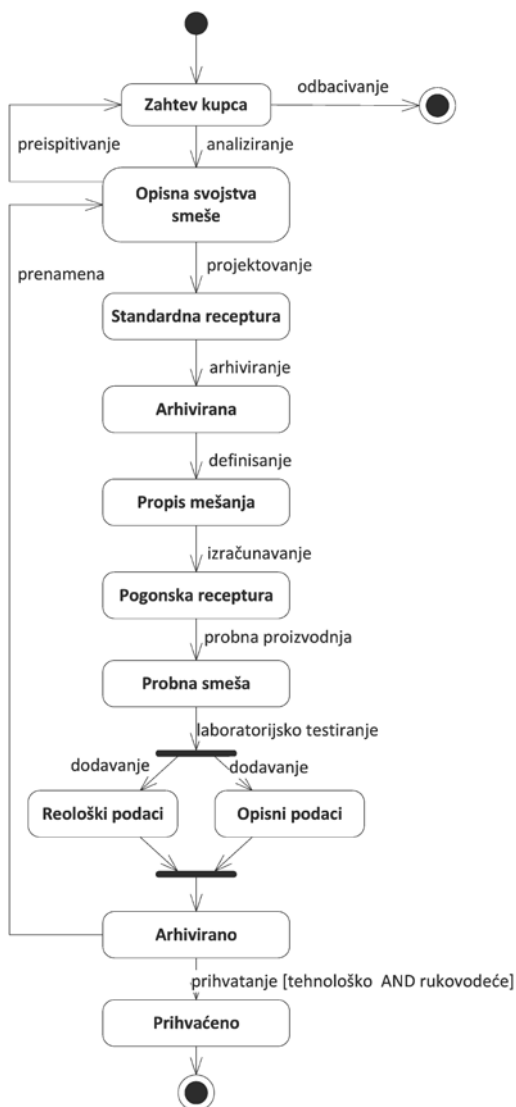 Zahtev kupca
odbacivanje
preispitivanje
analiziranje
Opisna svojstva
smeše
prenamena
projektovanje
Standardna receptura
arhiviranje
Arhivirana
definisanje
Propis mešanja
izračunavanje
Pogonska receptura
probna proizvodnja
Probna smeša
laboratorijsko testiranje
dodavanje
dodavanje
Reološki podaci
Opisni podaci
Arhivirano
prihvatanje [tehnološko AND rukovodeće]
Prihvaćeno